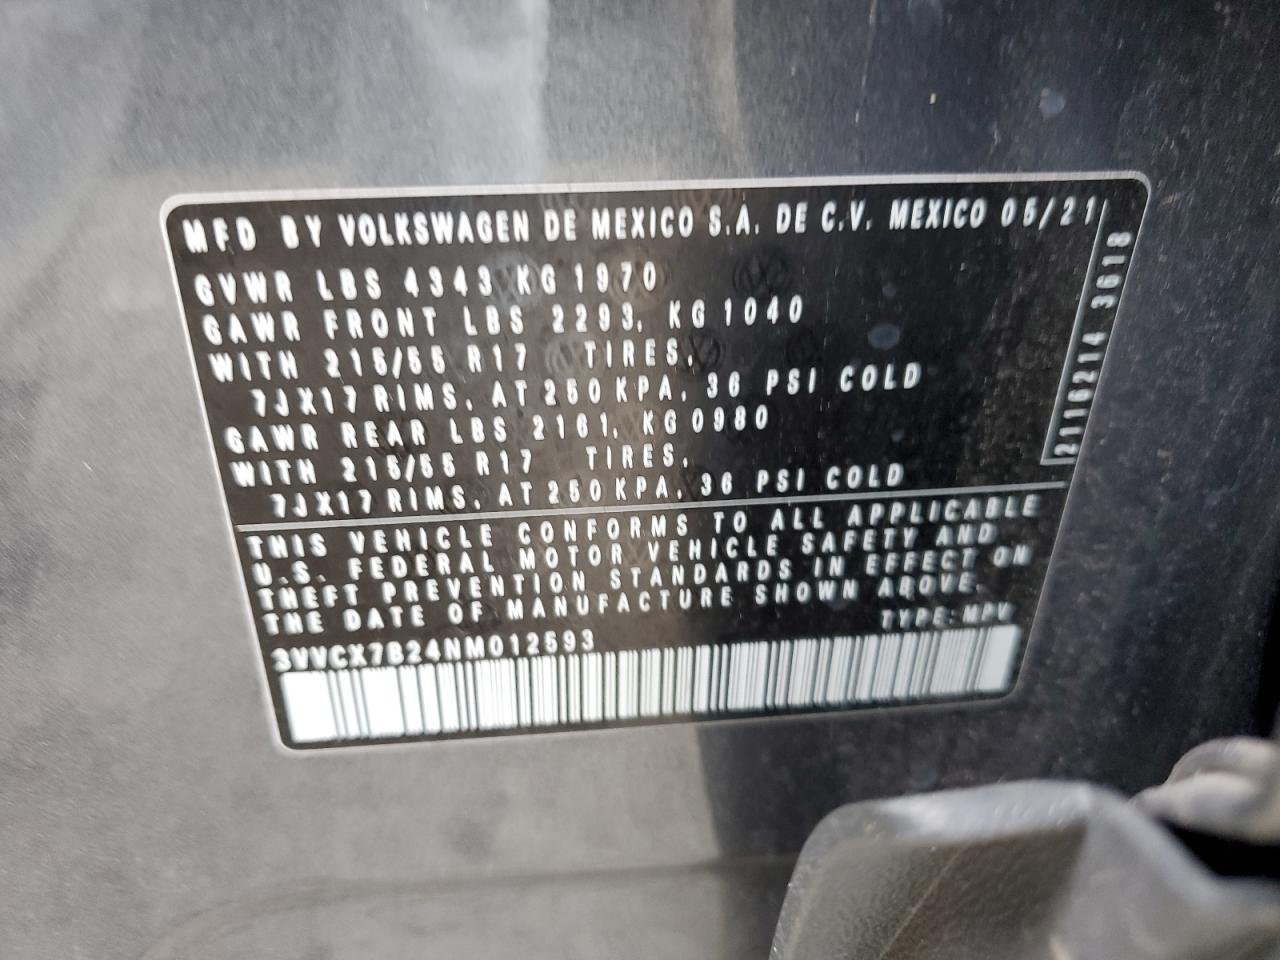 MFD BY VOLKSWAGEN DE MEXICO S.A. DE C.V. MEXICO 05/21
GVWR LBS 4343 KG 1970
GAWR FRONT LBS 2293, KG 1040
WITH 215/55 R17 TIRES,
7JX17 RIMS, AT 250 KPA, 36 PSI COLD
GAWR REAR LBS 2161, KG 0980
WITH 215/55 R17 TIRES,
7JX17 RIMS, AT 250 KPA, 36 PSI COLD
THIS VEHICLE CONFORMS TO ALL APPLICABLE
U.S. FEDERAL MOTOR VEHICLE SAFETY AND
THEFT PREVENTION STANDARDS IN EFFECT ON
THE DATE OF MANUFACTURE SHOWN ABOVE.
TYPE: MPV
3VVCX7B24NM012593
2116214 3618